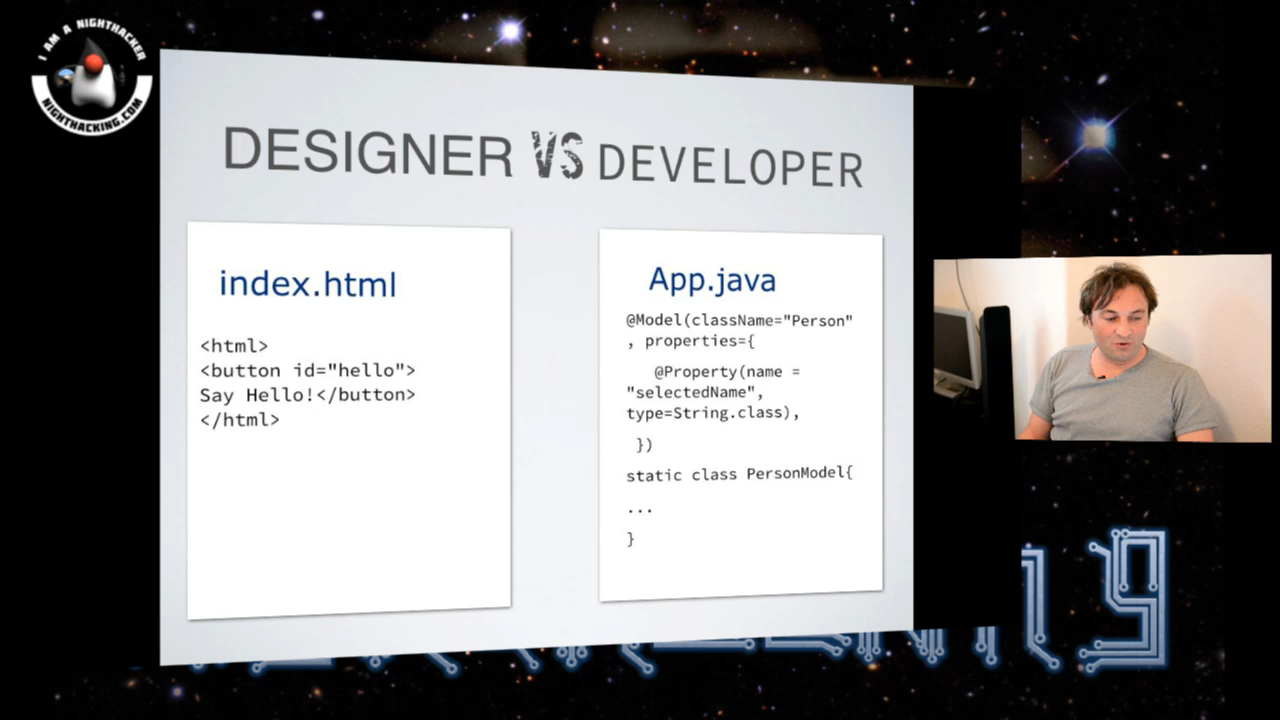 I AM A NIGHTHACKER
NIGHTHACKING.COM
DESIGNER VS DEVELOPER
index.html
<html>
<button id="hello">
Say Hello!</button>
</html>
App.java
@Model(className="Person"
, properties={
@Property(name =
"selectedName",
type=String.class),
})
static class PersonModel{
...
}